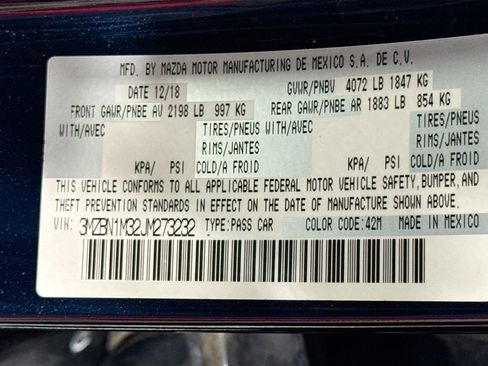 MFD. BY MAZDA MOTOR MANUFACTURING DE MEXICO S.A. DE C.V.
DATE 12/18 GVWR/PNBV 4072 LB 1847 KG
FRONT GAWR/PNBE AV 2198 LB 997 KG REAR GAWR/PNBE AR 1883 LB 854 KG
WITH/AVEC TIRES/PNEUS WITH/AVEC TIRES/PNEUS
RIMS/JANTES RIMS/JANTES
KPA/ PSI COLD/A FROID KPA/ PSI COLD/A FROID
THIS VEHICLE CONFORMS TO ALL APPLICABLE FEDERAL MOTOR VEHICLE SAFETY, BUMPER, AND
THEFT PREVENTION STANDARDS IN EFFECT ON THE DATE OF MANUFACTURE SHOWN ABOVE.
VIN: 3MZBN1M32JM273232 TYPE:PASS CAR COLOR CODE:42M MADE IN MEXICO